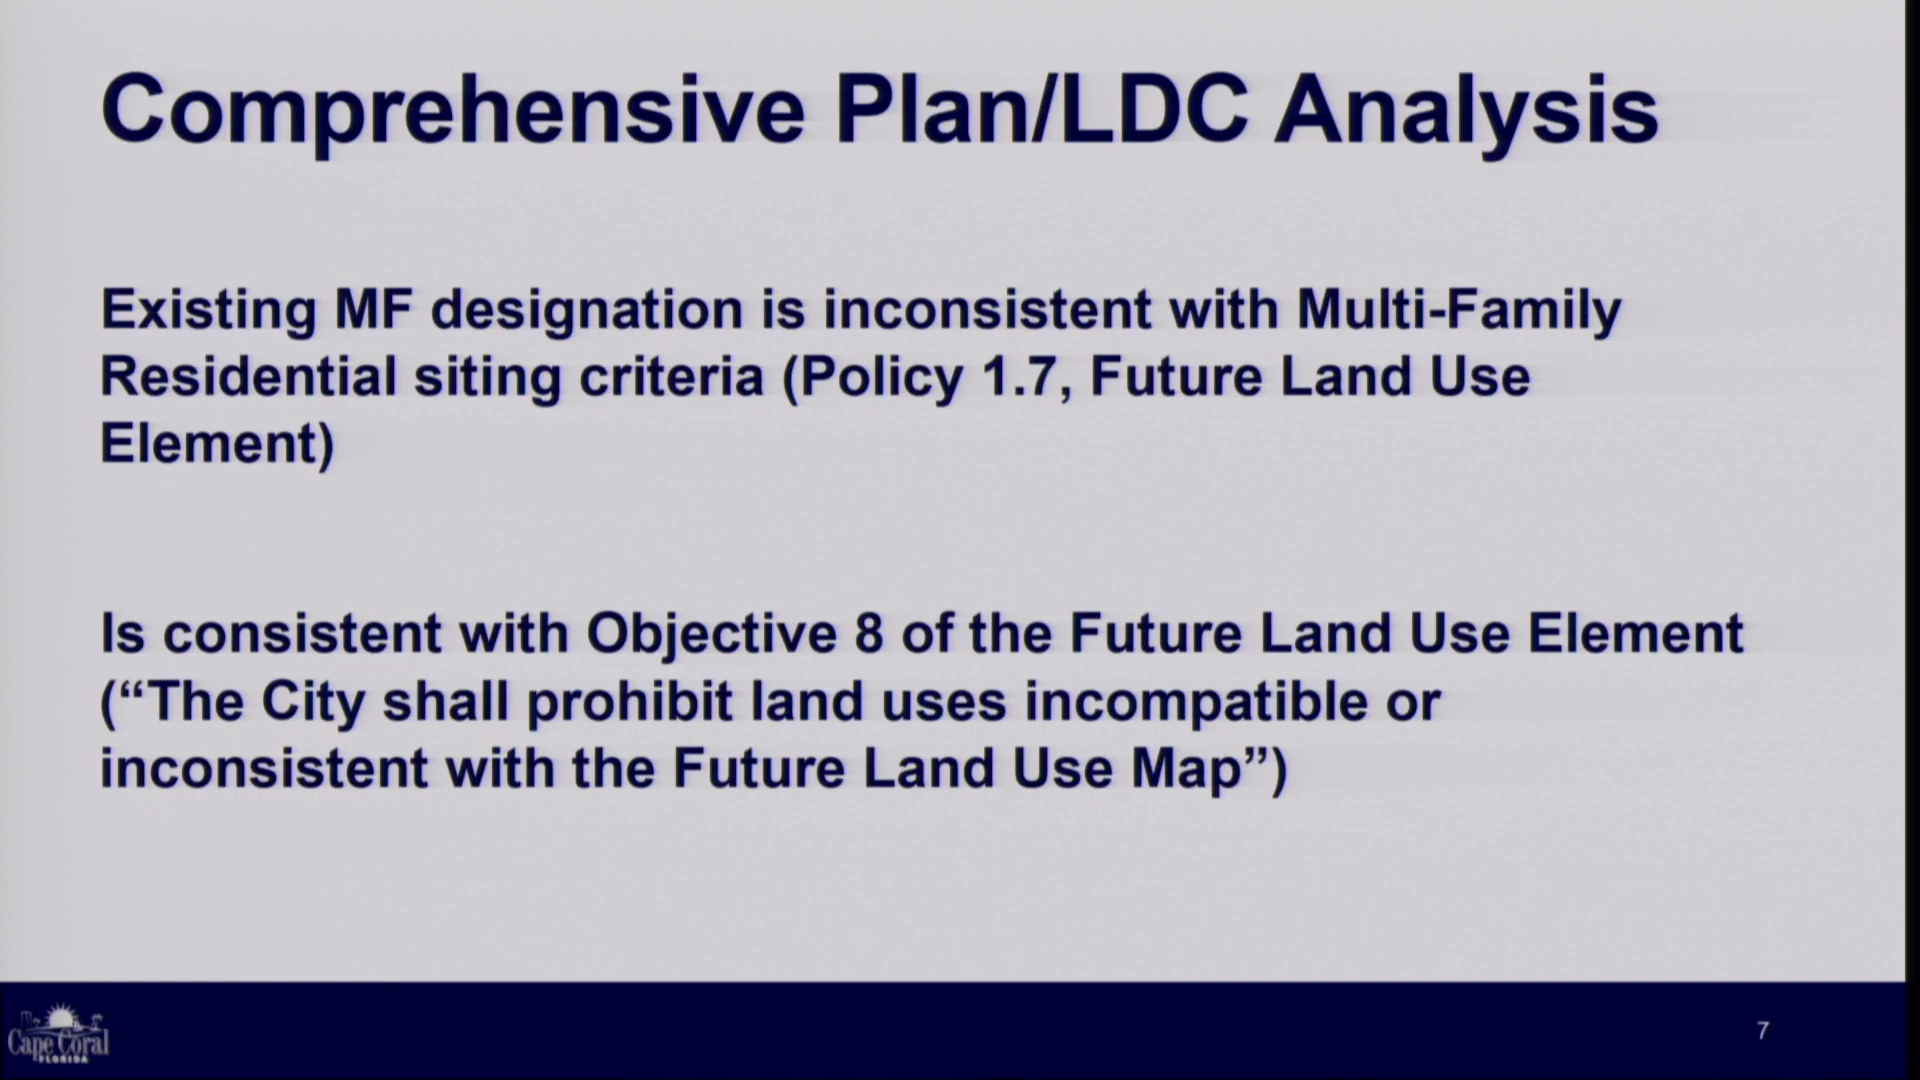 Comprehensive Plan/LDC Analysis
Existing MF designation is inconsistent with Multi-Family
Residential siting criteria (Policy 1.7, Future Land Use
Element)
Is consistent with Objective 8 of the Future Land Use Element
(“The City shall prohibit land uses incompatible or
inconsistent with the Future Land Use Map”)
Cape Coral
FLORIDA
7